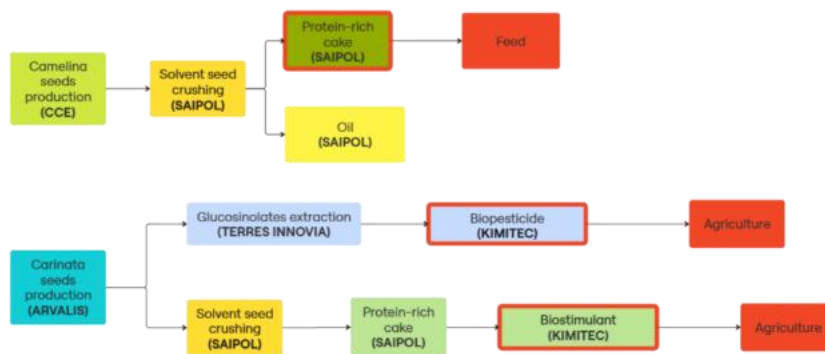 Protein-rich
cake
(SAIPOL)
Feed
Camelina
seeds
production
(CCE)
Solvent seed
crushing
(SAIPOL)
Oil
(SAIPOL)
Glucosinolates extraction
(TERRES INNOVIA)
Biopesticide
(KIMITEC)
Agriculture
Carinata
seeds
production
(ARVALIS)
Solvent seed
crushing
(SAIPOL)
Protein-rich
cake
(SAIPOL)
Biostimulant
(KIMITEC)
Agriculture